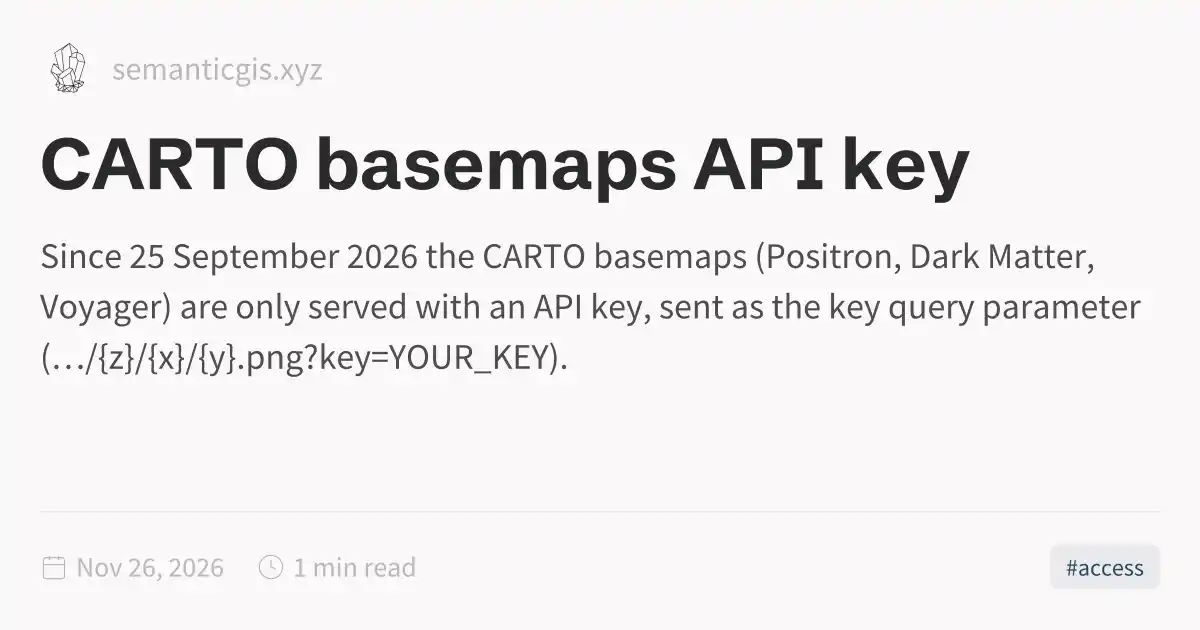 semanticgis.xyz
CARTO basemaps API key
Since 25 September 2026 the CARTO basemaps (Positron, Dark Matter,
Voyager) are only served with an API key, sent as the key query parameter
(…/{z}/{x}/{y}.png?key=YOUR_KEY).
Nov 26, 2026 1 min read #access